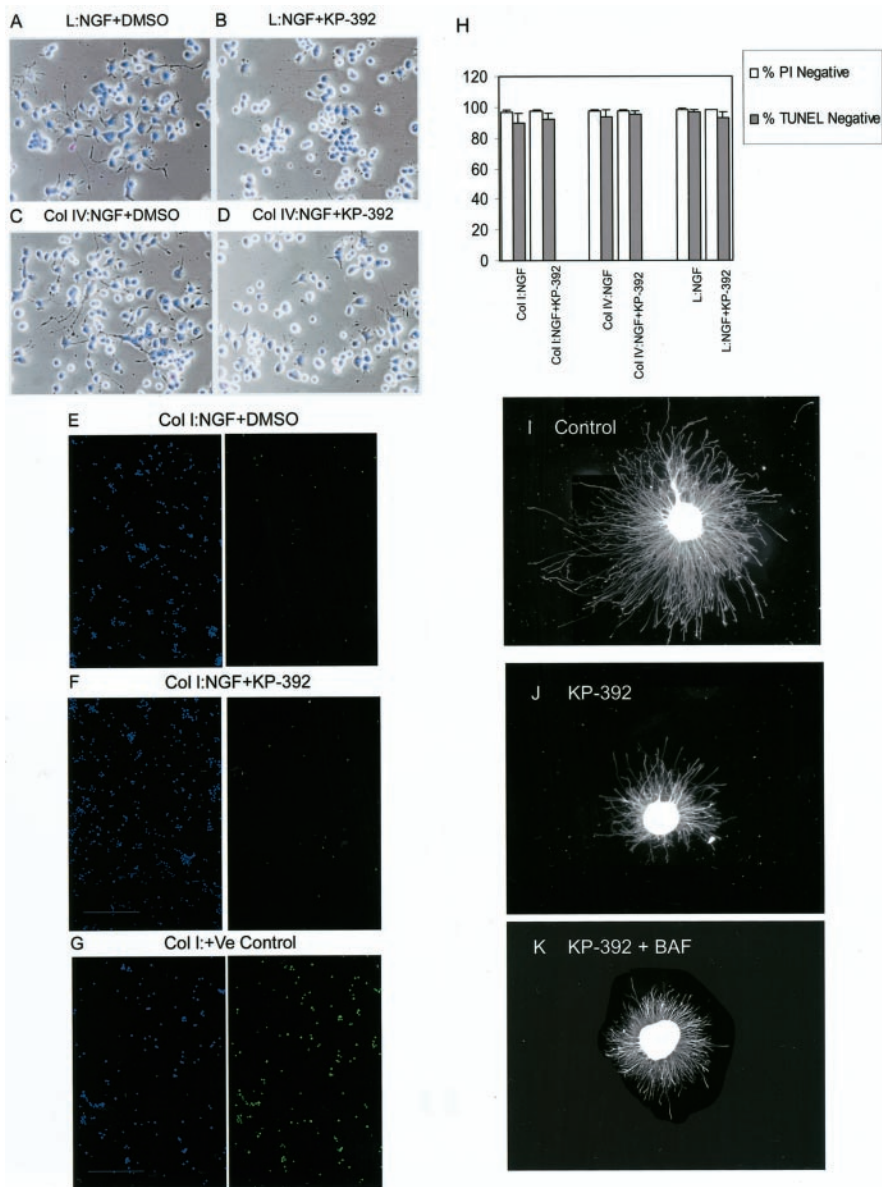 A
L:NGF+DMSO
B
L:NGF+KP-392
C
Col IV:NGF+DMSO
D
Col IV:NGF+KP-392
E
Col I:NGF+DMSO
F
Col I:NGF+KP-392
G
Col I:+Ve Control
H
% PI Negative
% TUNEL Negative
120
100
80
60
40
20
0
Col I:NGF
Col I:NGF+KP-392
Col IV:NGF
Col IV:NGF+KP-392
L:NGF
L:NGF+KP-392
I Control
J KP-392
K KP-392 + BAF